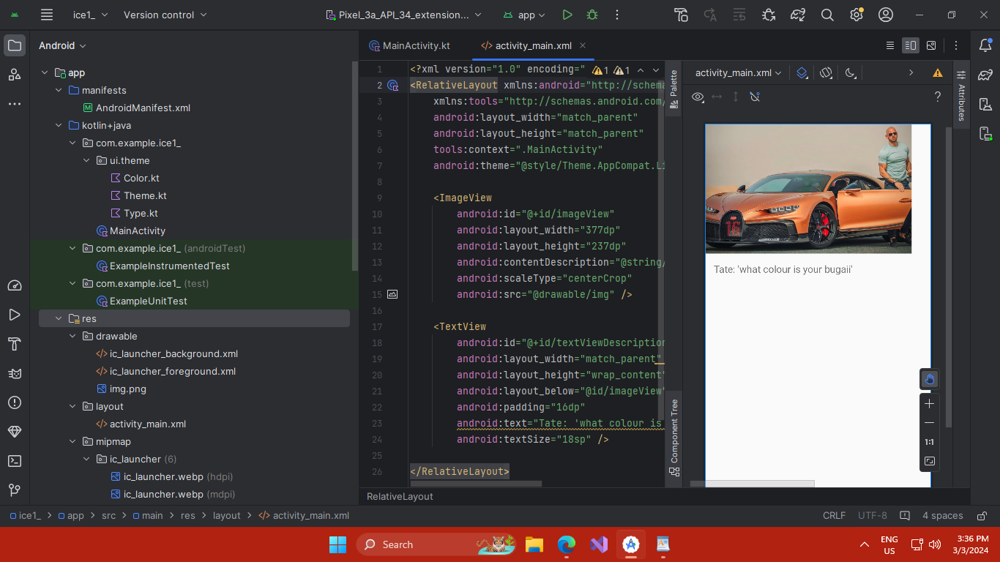 ice1_
Version control
Pixel_3a_API_34_extension...
app
Android
MainActivity.kt
activity_main.xml
app
manifests
AndroidManifest.xml
kotlin+java
com.example.ice1_
ui.theme
Color.kt
Theme.kt
Type.kt
MainActivity
com.example.ice1_ (androidTest)
ExampleInstrumentedTest
com.example.ice1_ (test)
ExampleUnitTest
res
drawable
ic_launcher_background.xml
ic_launcher_foreground.xml
img.png
layout
activity_main.xml
mipmap
ic_launcher (6)
ic_launcher.webp (hdpi)
ic_launcher.webp (mdpi)
1 <?xml version="1.0" encoding=" 1 1
2 <RelativeLayout xmlns:android="http://schema
3 xmlns:tools="http://schemas.android.com/
4 android:layout_width="match_parent"
5 android:layout_height="match_parent"
6 tools:context=".MainActivity"
7 android:theme="@style/Theme.AppCompat.Li
8
9 <ImageView
10 android:id="@+id/imageView"
11 android:layout_width="377dp"
12 android:layout_height="237dp"
13 android:contentDescription="@string/
14 android:scaleType="centerCrop"
15 android:src="@drawable/img" />
16
17 <TextView
18 android:id="@+id/textViewDescription
19 android:layout_width="match_parent"
20 android:layout_height="wrap_content"
21 android:layout_below="@id/imageView"
22 android:padding="16dp"
23 android:text="Tate: 'what colour is
24 android:textSize="18sp" />
25
26 </RelativeLayout>
RelativeLayout
Palette
Component Tree
activity_main.xml
?
Attributes
Tate: 'what colour is your bugaii'
1:1
ice1_ > app > src > main > res > layout > activity_main.xml
CRLF UTF-8 4 spaces
Search
ENG
US
3:36 PM
3/3/2024